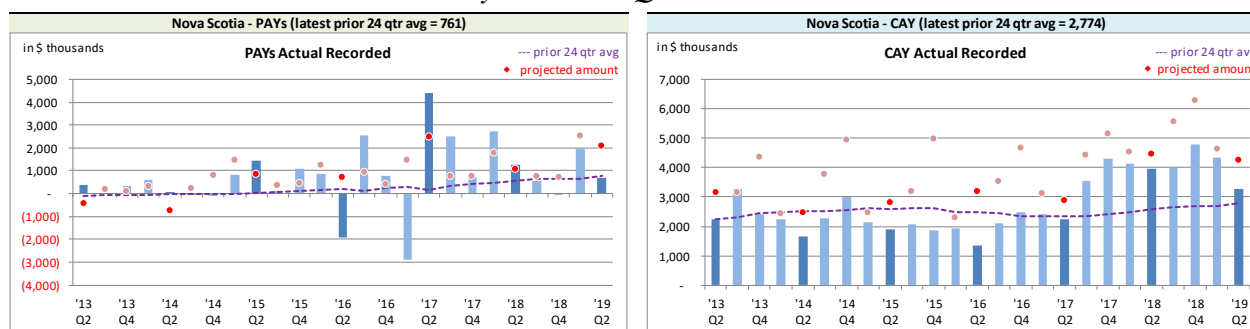 Nova Scotia - PAYs (latest prior 24 qtr avg = 761)
in $ thousands
PAYs Actual Recorded
--- prior 24 qtr avg
projected amount
5,000
4,000
3,000
2,000
1,000
-
(1,000)
(2,000)
(3,000)
(4,000)
'13 '13 '14 '14 '15 '15 '16 '16 '17 '17 '18 '18 '19
Q2 Q4 Q2 Q4 Q2 Q4 Q2 Q4 Q2 Q4 Q2 Q4 Q2
Nova Scotia - CAY (latest prior 24 qtr avg = 2,774)
in $ thousands
CAY Actual Recorded
--- prior 24 qtr avg
projected amount
7,000
6,000
5,000
4,000
3,000
2,000
1,000
-
'13 '13 '14 '14 '15 '15 '16 '16 '17 '17 '18 '18 '19
Q2 Q4 Q2 Q4 Q2 Q4 Q2 Q4 Q2 Q4 Q2 Q4 Q2